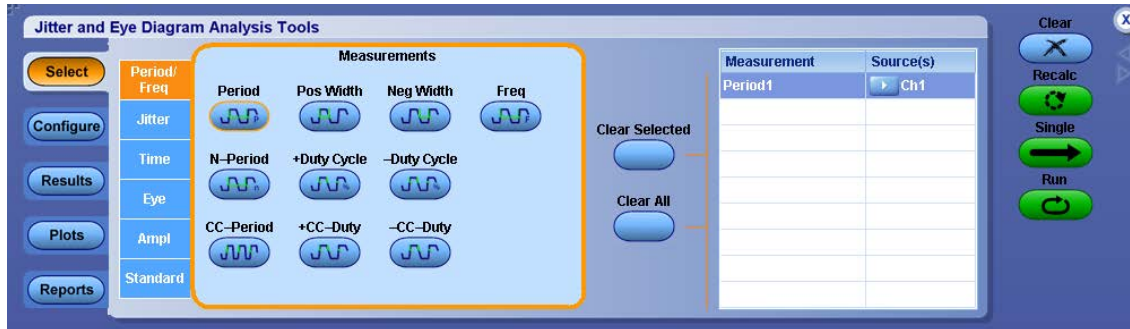 Jitter and Eye Diagram Analysis Tools
Select
Configure
Results
Plots
Reports
Period/
Freq
Jitter
Time
Eye
Ampl
Standard
Measurements
Period Pos Width Neg Width Freq
N–Period +Duty Cycle –Duty Cycle
CC–Period +CC–Duty –CC–Duty
Clear Selected
Clear All
Measurement Source(s)
Period1 Ch1
Clear
Recalc
Single
Run
X